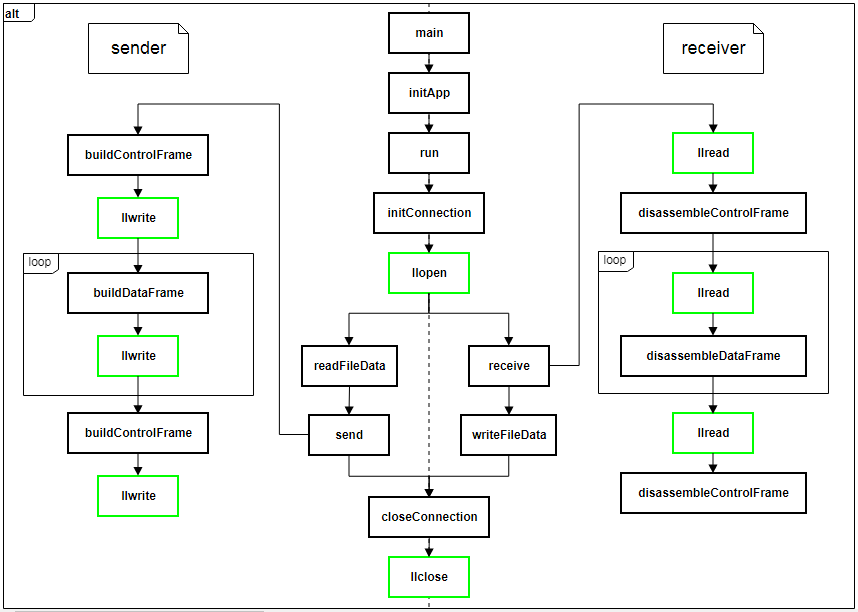 alt
sender
main
receiver
initApp
run
initConnection
llopen
readFileData
receive
send
writeFileData
closeConnection
llclose
buildControlFrame
llwrite
loop
buildDataFrame
llwrite
buildControlFrame
llwrite
llread
disassembleControlFrame
loop
llread
disassembleDataFrame
llread
disassembleControlFrame